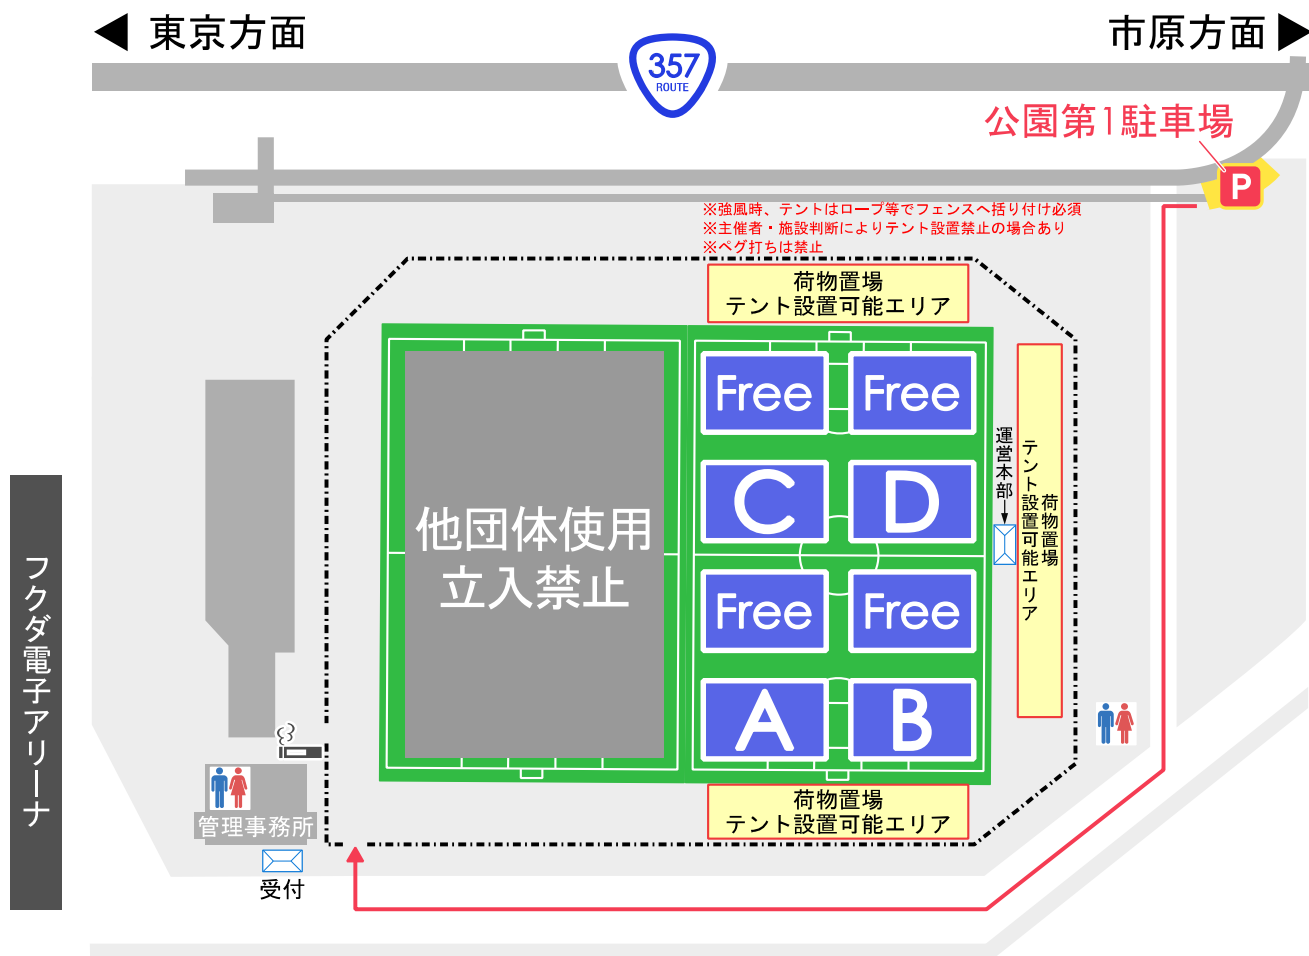 東京方面
市原方面
357
ROUTE
公園第1駐車場
P
※強風時、テントはロープ等でフェンスへ括り付け必須
※主催者・施設判断によりテント設置禁止の場合あり
※ペグ打ちは禁止
荷物置場
テント設置可能エリア
Free
Free
運営本部
荷物置場
テント設置可能エリア
C
D
他団体使用
立入禁止
Free
Free
フクダ電子アリーナ
A
B
荷物置場
テント設置可能エリア
管理事務所
受付